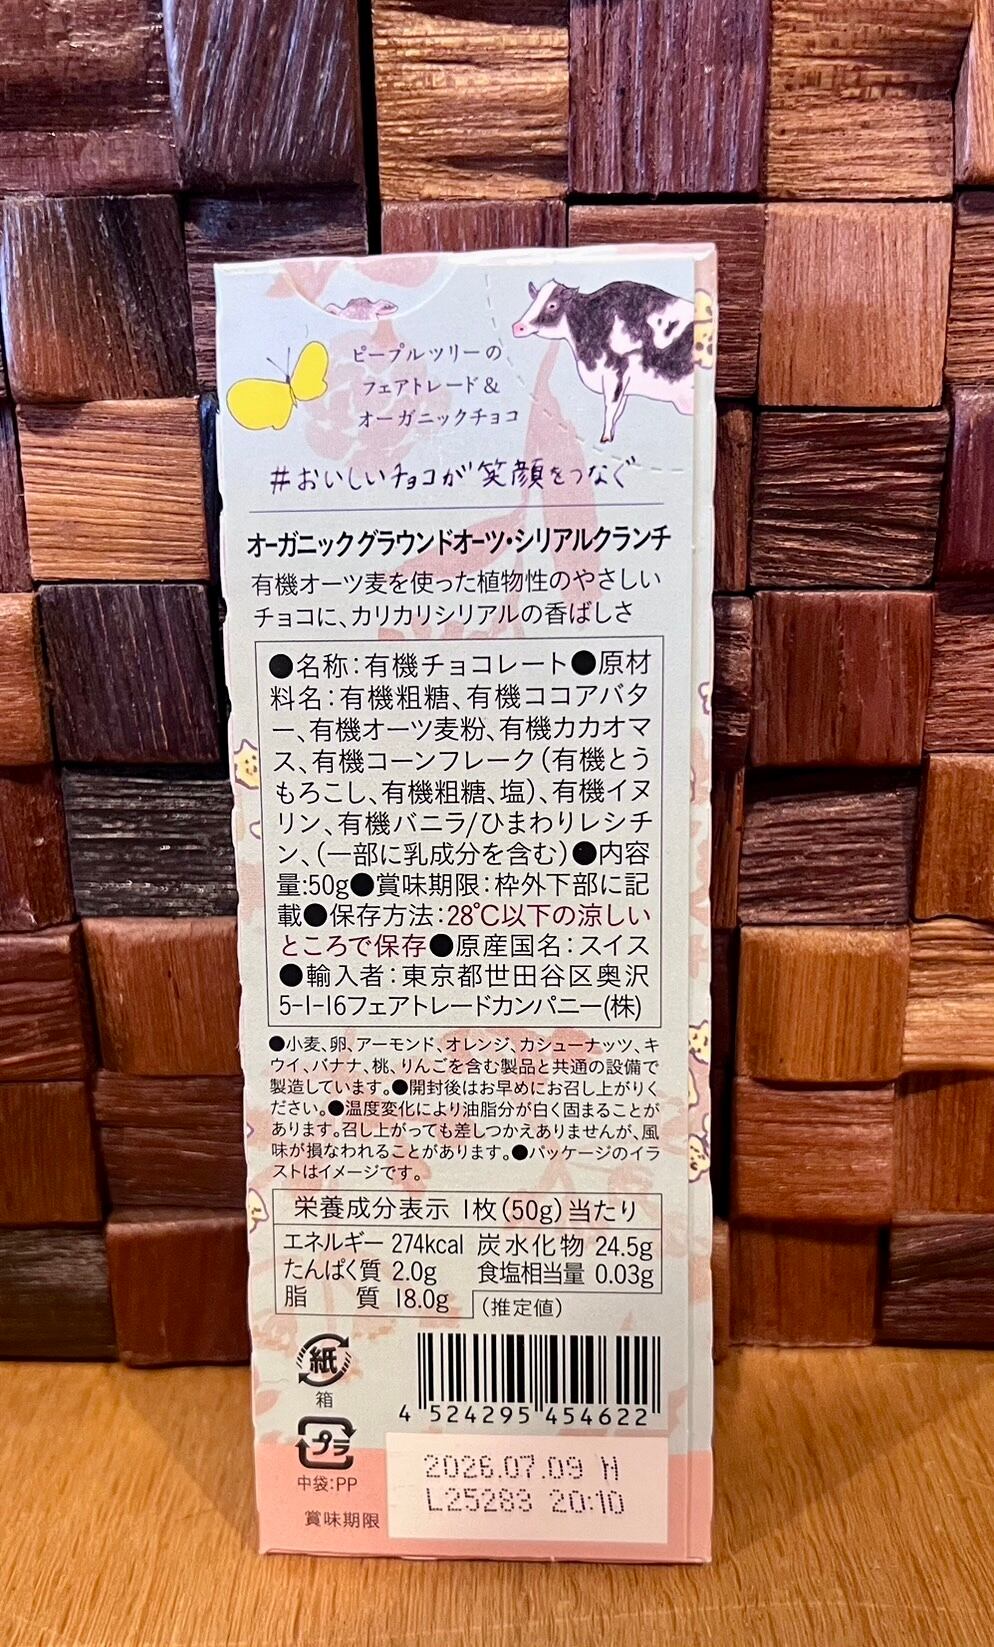 ピープルツリーの
フェアトレード&
オーガニックチョコ
#おいしいチョコが笑顔をつなぐ
オーガニックグラウンドオーツ・シリアルクランチ
有機オーツ麦を使った植物性のやさしい
チョコに、カリカリシリアルの香ばしさ
●名称:有機チョコレート●原材
料名:有機粗糖、有機ココアバタ
ー、有機オーツ麦粉、有機カカオマ
ス、有機コーンフレーク(有機とう
もろこし、有機粗糖、塩)、有機イヌ
リン、有機バニラ/ひまわりレシチ
ン、(一部に乳成分を含む)●内容
量:50g●賞味期限:枠外下部に記
載●保存方法:28℃以下の涼しい
ところで保存●原産国名:スイス
●輸入者:東京都世田谷区奥沢
5-1-16フェアトレードカンパニー(株)
●小麦、卵、アーモンド、オレンジ、カシューナッツ、キ
ウイ、バナナ、桃、りんごを含む製品と共通の設備で
製造しています。●開封後はお早めにお召し上がりく
ださい。●温度変化により油脂分が白く固まることが
あります。召し上がっても差しつかえありませんが、風
味が損なわれることがあります。●パッケージのイラ
ストはイメージです。
栄養成分表示 1枚(50g)当たり
エネルギー 274kcal 炭水化物 24.5g
たんぱく質 2.0g 食塩相当量 0.03g
脂質 18.0g (推定値)
紙
箱
4 524295 454622
プラ
中袋:PP
2026.07.09 N
L25283 20:10
賞味期限